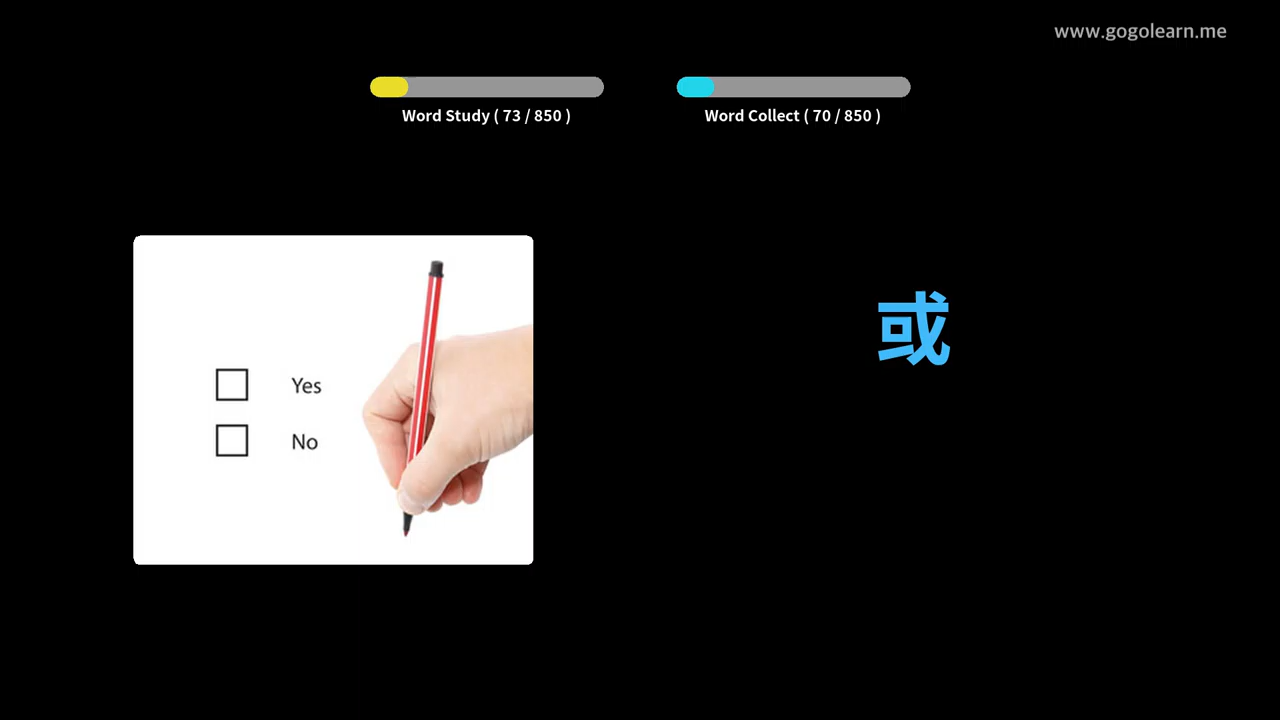 www.gogolearn.me
Word Study ( 73 / 850 )
Word Collect ( 70 / 850 )
Yes
No
或